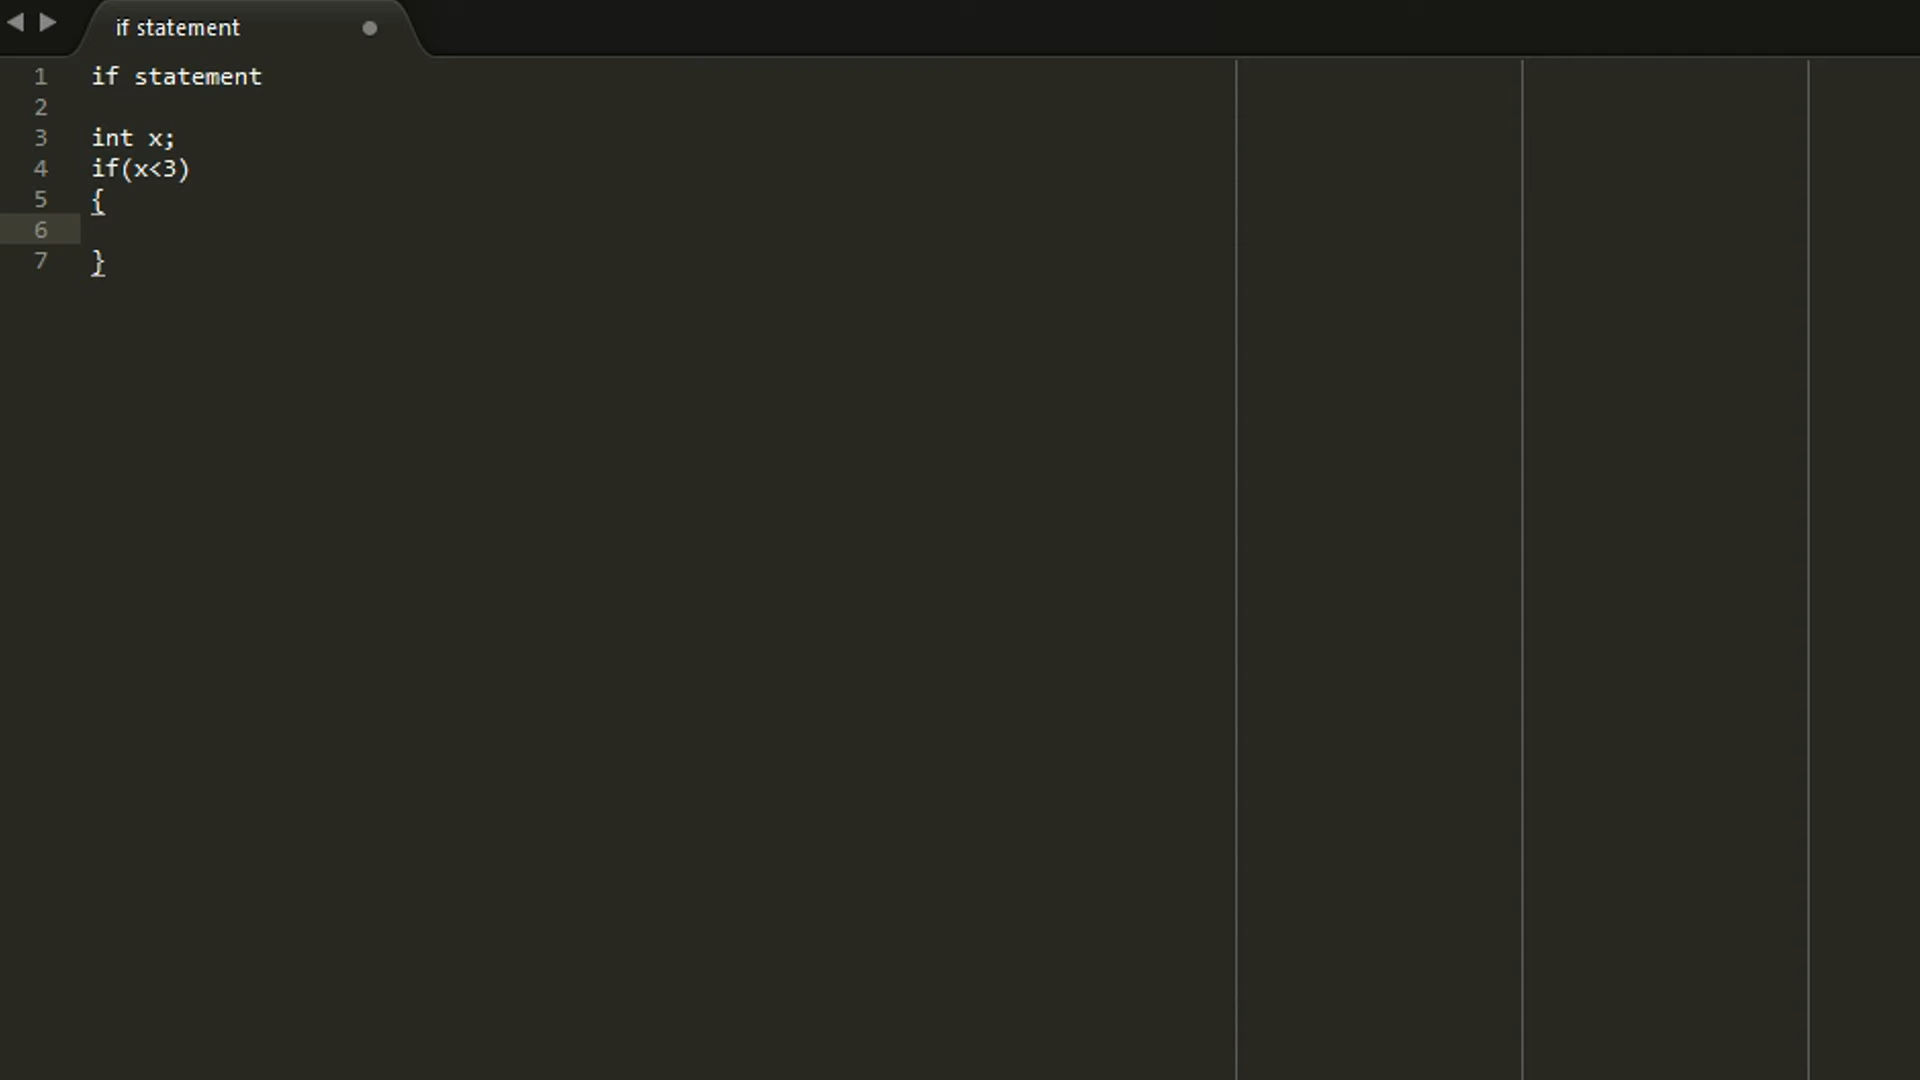 if statement
1 if statement
2
3 int x;
4 if(x<3)
5 {
6
7 }